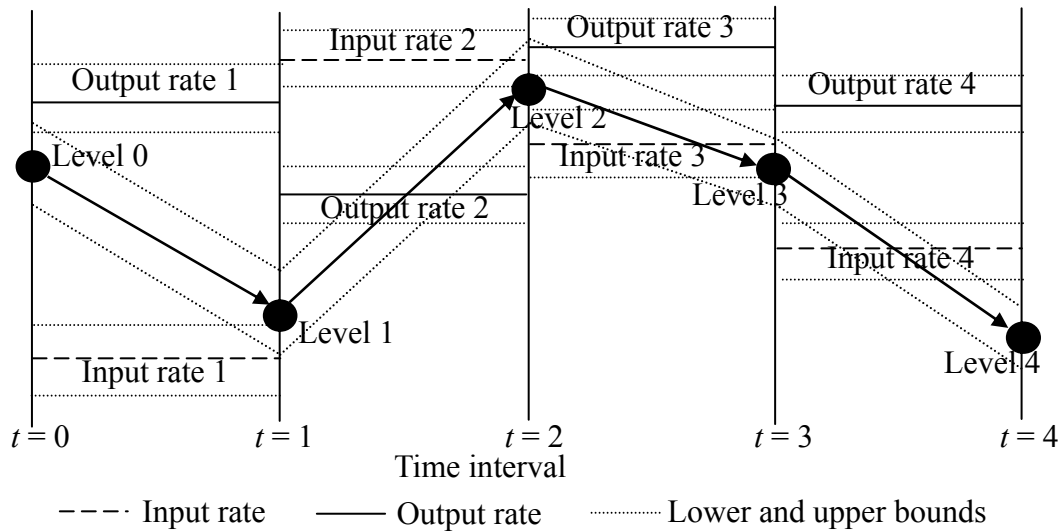 Output rate 1
Input rate 2
Output rate 3
Output rate 4
Level 0
Level 2
Input rate 3
Level 3
Output rate 2
Input rate 4
Level 1
Input rate 1
Level 4
t = 0
t = 1
t = 2
t = 3
t = 4
Time interval
Input rate
Output rate
Lower and upper bounds